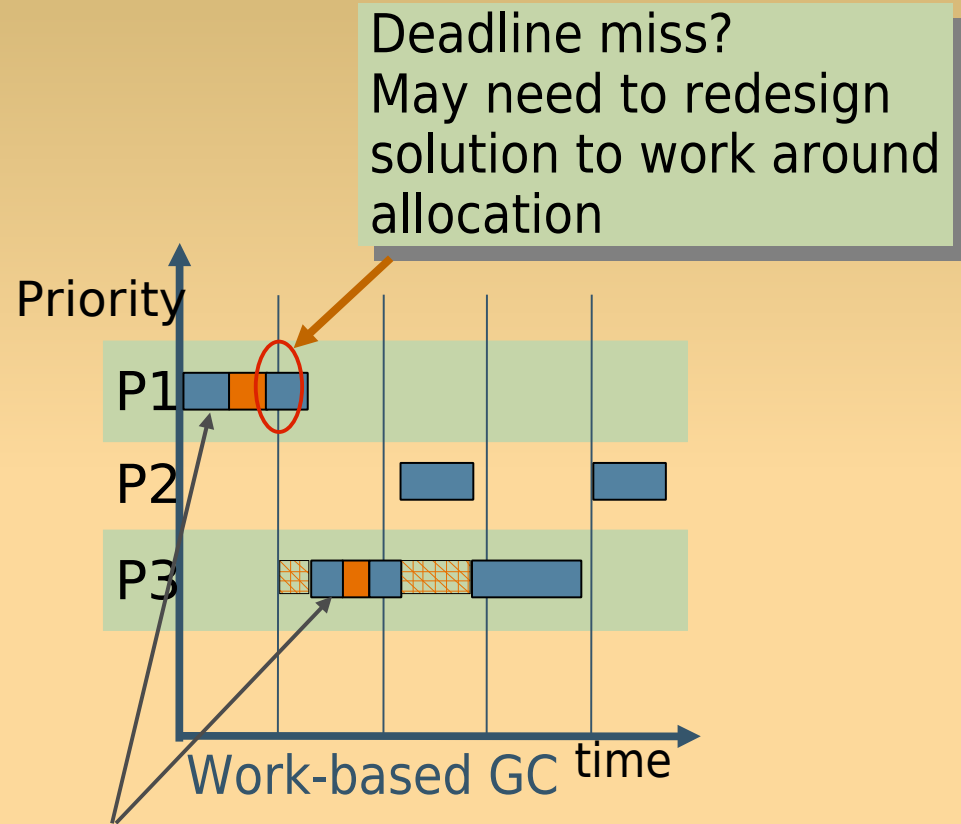 Deadline miss?
May need to redesign
solution to work around
allocation
Priority
P1
P2
P3
time
Work-based GC